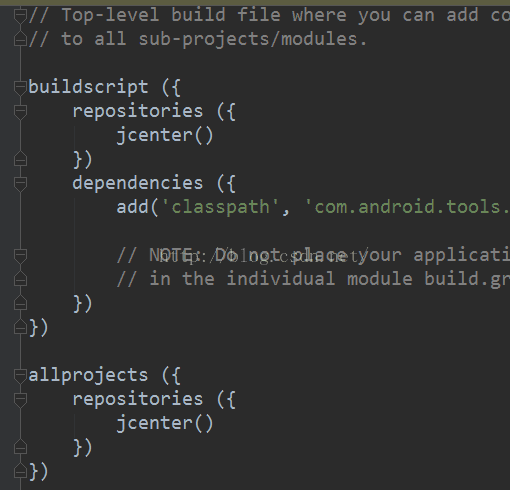 // Top-level build file where you can add co
// to all sub-projects/modules.
buildscript ({
    repositories ({
        jcenter()
    })
    dependencies ({
        add('classpath', 'com.android.tools.
        // NOTE: Do not place your applicati
http://blog.csdn.net/
        // in the individual module build.gr
    })
})
allprojects ({
    repositories ({
        jcenter()
    })
})